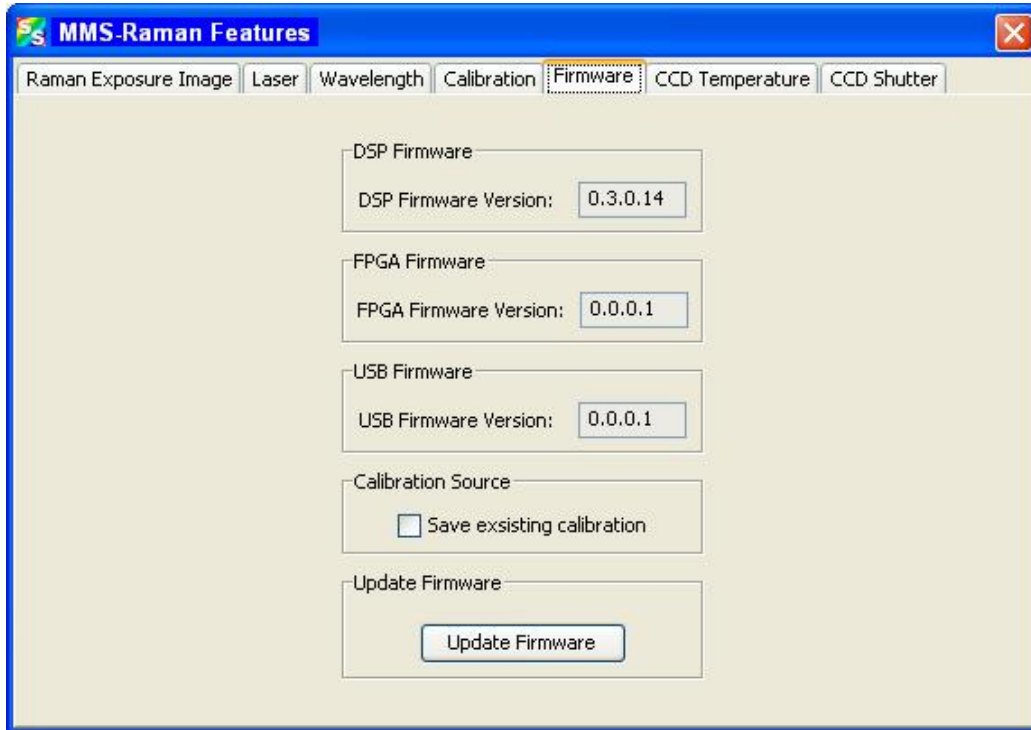 SS MMS-Raman Features
Raman Exposure Image Laser Wavelength Calibration Firmware CCD Temperature CCD Shutter
DSP Firmware
DSP Firmware Version: 0.3.0.14
FPGA Firmware
FPGA Firmware Version: 0.0.0.1
USB Firmware
USB Firmware Version: 0.0.0.1
Calibration Source
Save exsisting calibration
Update Firmware
Update Firmware